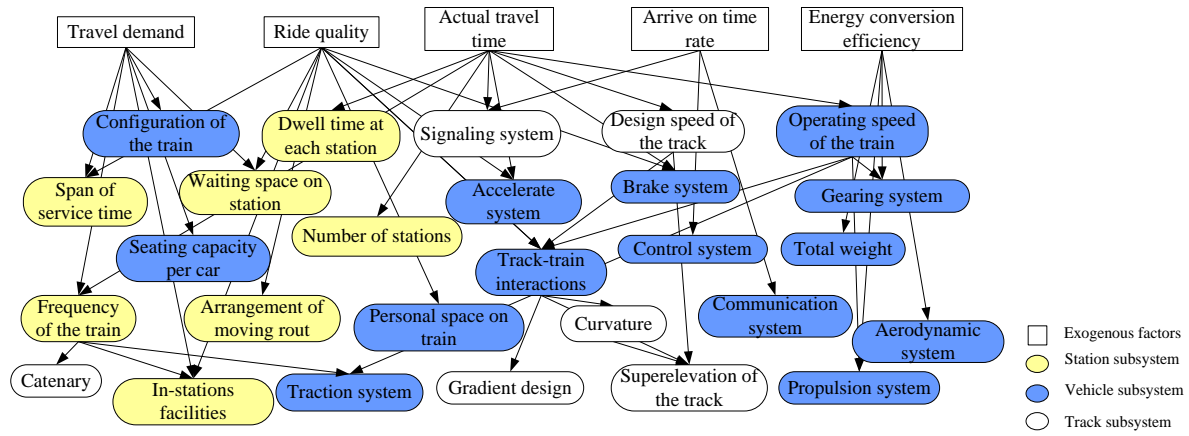 Travel demand
Ride quality
Actual travel
time
Arrive on time
rate
Energy conversion
efficiency
Configuration of
the train
Dwell time at
each station
Signaling system
Design speed of
the track
Operating speed
of the train
Span of
service time
Waiting space on
station
Accelerate
system
Brake system
Gearing system
Number of stations
Seating capacity
per car
Track-train
interactions
Control system
Total weight
Frequency
of the train
Arrangement of
moving rout
Personal space on
train
Curvature
Communication
system
Aerodynamic
system
Catenary
In-stations
facilities
Traction system
Gradient design
Superelevation of
the track
Propulsion system
Exogenous factors
Station subsystem
Vehicle subsystem
Track subsystem